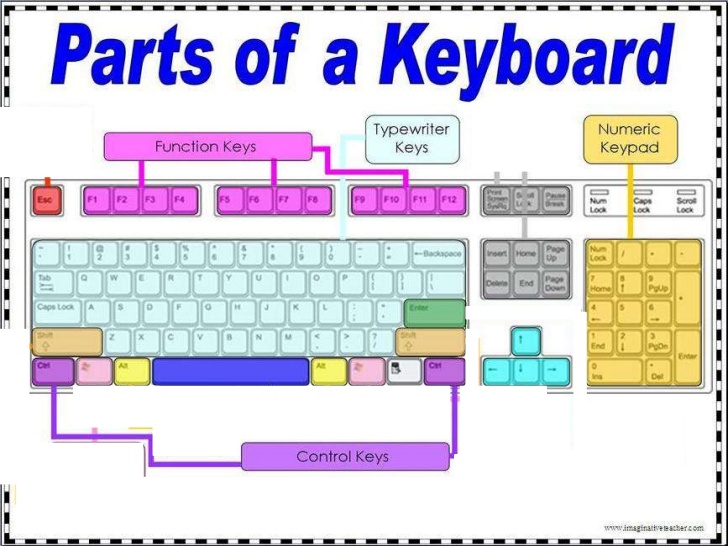 Parts of a Keyboard
Function Keys
Typewriter
Keys
Numeric
Keypad
Esc F1 F2 F3 F4 F5 F6 F7 F8 F9 F10 F11 F12 Print Screen SysRq Scroll Lock Pause Break
Num Lock Caps Lock Scroll Lock
~ ` ! 1 @ 2 # 3 $ 4 % 5 ^ 6 & 7 * 8 ( 9 ) 0 - + = ←Backspace Insert Home Page Up Num Lock / * -
Tab Q W E R T Y U I O P { [ } ] Delete End Page Down 7 Home 8 ↑ 9 PgUp +
Caps Lock A S D F G H J K L : ; " ' Enter 4 ← 5 6 →
Shift Z X C V B N M < , > . ? / Shift ↑ 1 End 2 ↓ 3 PgDn Enter
Ctrl Alt Alt Ctrl ← ↓ → 0 Ins . Del
Control Keys
www.imaginativeteacher.com